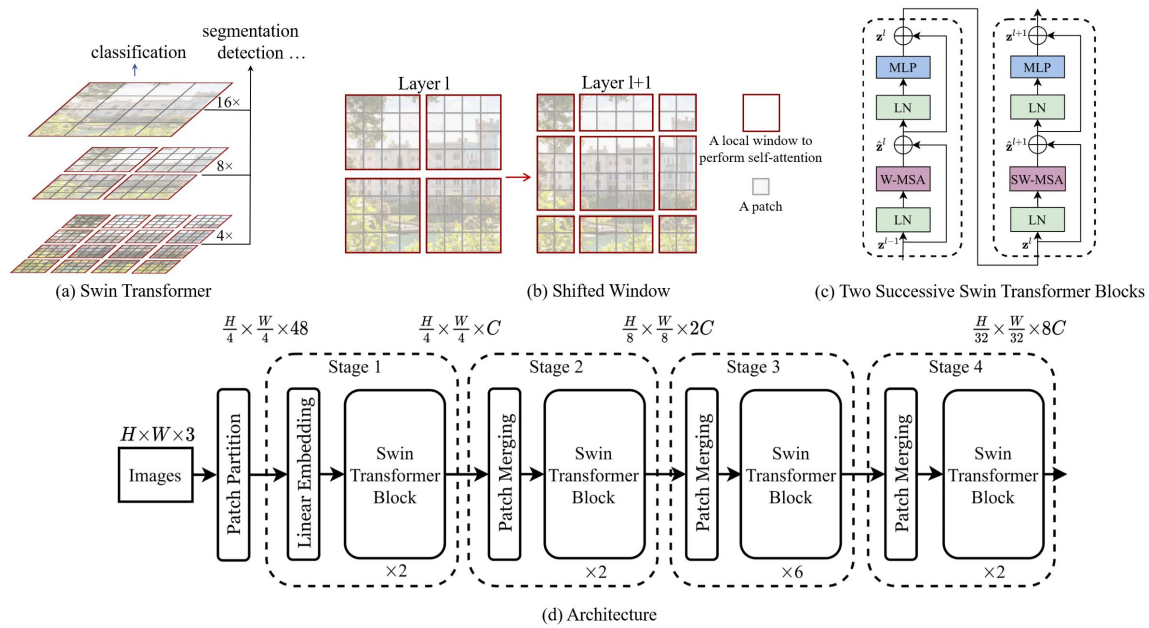 segmentation
detection …
classification
16×
8×
4×
(a) Swin Transformer
Layer l
Layer l+1
A local window to
perform self-attention
A patch
(b) Shifted Window
z^l
MLP
LN
ẑ^l
W-MSA
LN
z^{l-1}
z^{l+1}
MLP
LN
ẑ^{l+1}
SW-MSA
LN
z^l
(c) Two Successive Swin Transformer Blocks
H/4 × W/4 × 48
H/4 × W/4 × C
H/8 × W/8 × 2C
H/32 × W/32 × 8C
Stage 1
Stage 2
Stage 3
Stage 4
H×W×3
Images
Patch Partition
Linear Embedding
Swin
Transformer
Block
×2
Patch Merging
Swin
Transformer
Block
×2
Patch Merging
Swin
Transformer
Block
×6
Patch Merging
Swin
Transformer
Block
×2
(d) Architecture